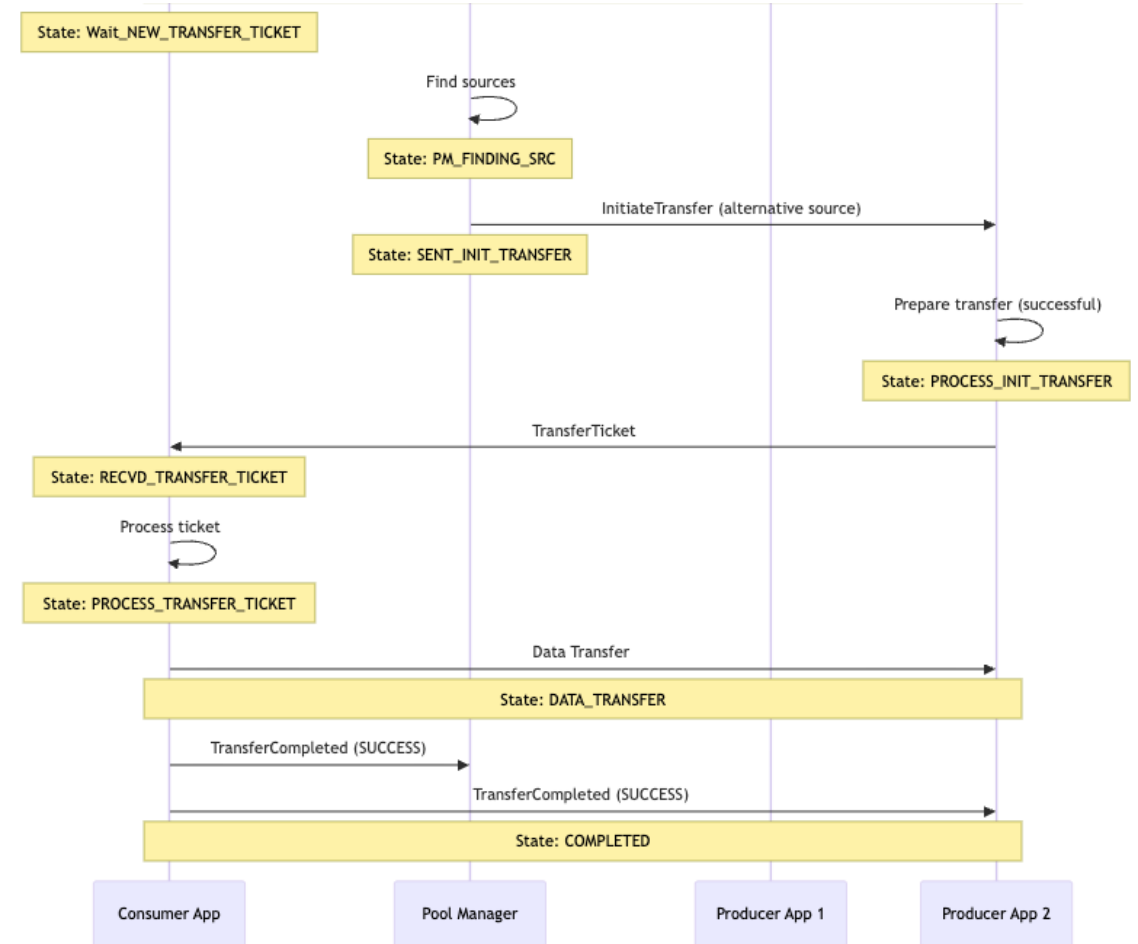 State: Wait_NEW_TRANSFER_TICKET
Find sources
State: PM_FINDING_SRC
InitiateTransfer (alternative source)
State: SENT_INIT_TRANSFER
Prepare transfer (successful)
State: PROCESS_INIT_TRANSFER
TransferTicket
State: RECVD_TRANSFER_TICKET
Process ticket
State: PROCESS_TRANSFER_TICKET
Data Transfer
State: DATA_TRANSFER
TransferCompleted (SUCCESS)
TransferCompleted (SUCCESS)
State: COMPLETED
Consumer App
Pool Manager
Producer App 1
Producer App 2